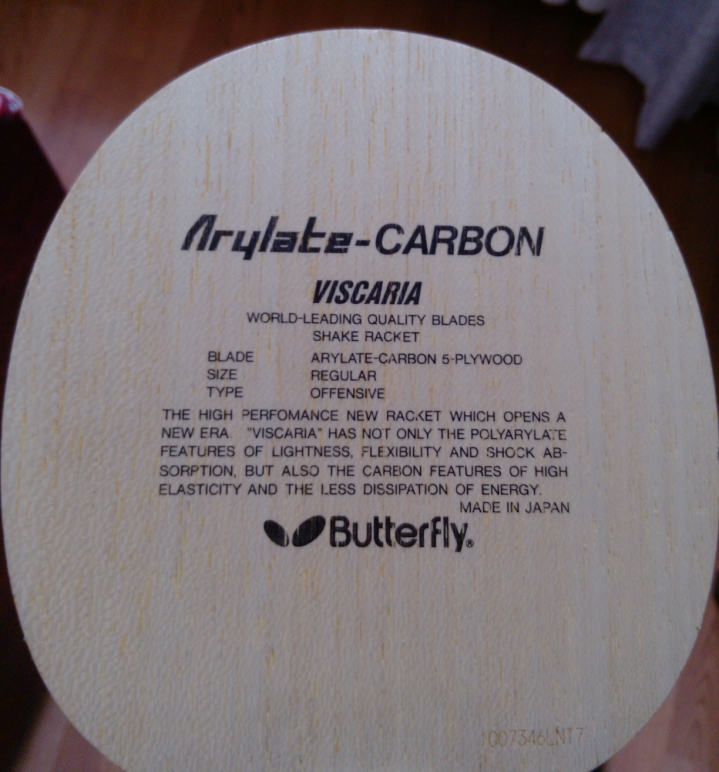 Arylate-CARBON
VISCARIA
WORLD-LEADING QUALITY BLADES
SHAKE RACKET
BLADE ARYLATE-CARBON 5-PLYWOOD
SIZE REGULAR
TYPE OFFENSIVE
THE HIGH PERFOMANCE NEW RACKET WHICH OPENS A
NEW ERA. "VISCARIA" HAS NOT ONLY THE POLYARYLATE
FEATURES OF LIGHTNESS, FLEXIBILITY AND SHOCK AB-
SORPTION, BUT ALSO THE CARBON FEATURES OF HIGH
ELASTICITY AND THE LESS DISSIPATION OF ENERGY.
MADE IN JAPAN
Butterfly®